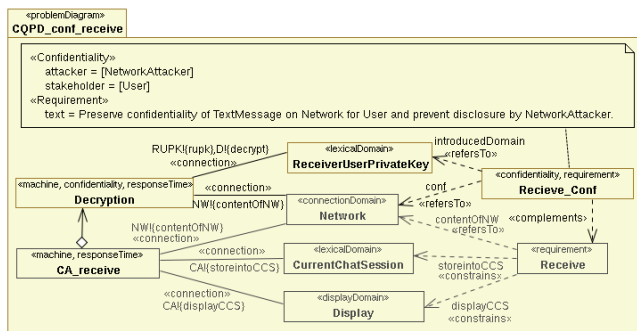 «problemDiagram»
CQPD_conf_receive
«Confidentiality»
attacker = [NetworkAttacker]
stakeholder = [User]
«Requirement»
text = Preserve confidentiality of TextMessage on Network for User and prevent disclosure by NetworkAttacker.
RUPK!{rupk},D!{decrypt}
«connection»
«lexicalDomain»
ReceiverUserPrivateKey
introducedDomain
«refersTo»
«confidentiality, requirement»
Recieve_Conf
«machine, confidentiality, responseTime»
Decryption
«connection»
NW!{contentOfNW}
«connectionDomain»
Network
conf
«refersTo»
contentOfNW
«refersTo»
«complements»
NW!{contentOfNW}
«connection»
«machine, responseTime»
CA_receive
«connection»
CA!{storeintoCCS}
«lexicalDomain»
CurrentChatSession
storeintoCCS
«constrains»
«requirement»
Receive
«connection»
CA!{displayCCS}
«displayDomain»
Display
displayCCS
«constrains»